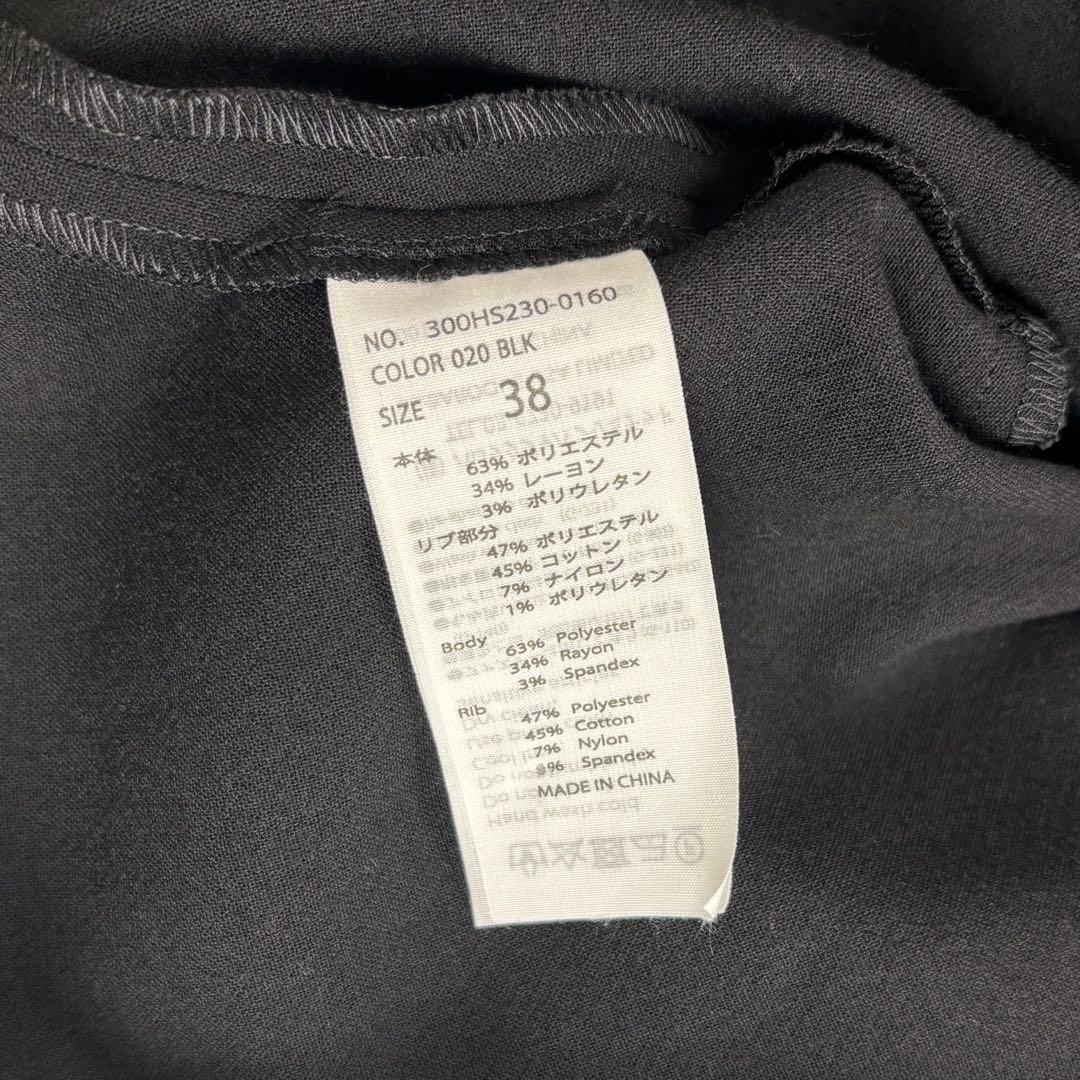 NO. 300HS230-0160
COLOR 020 BLK
SIZE 38
本体 63% ポリエステル
34% レーヨン
3% ポリウレタン
リブ部分
47% ポリエステル
45% コットン
7% ナイロン
1% ポリウレタン
Body 63% Polyester
34% Rayon
3% Spandex
Rib 47% Polyester
45% Cotton
7% Nylon
Spandex
MADE IN CHINA
Hand wash cold